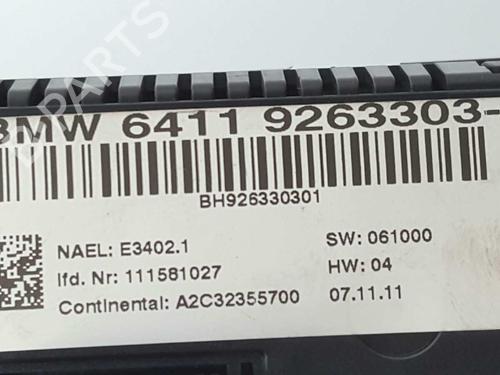 BMW 6411 9263303-
BH926330301
NAEL: E3402.1
SW: 061000
lfd. Nr: 111581027
HW: 04
Continental: A2C32355700
07.11.11